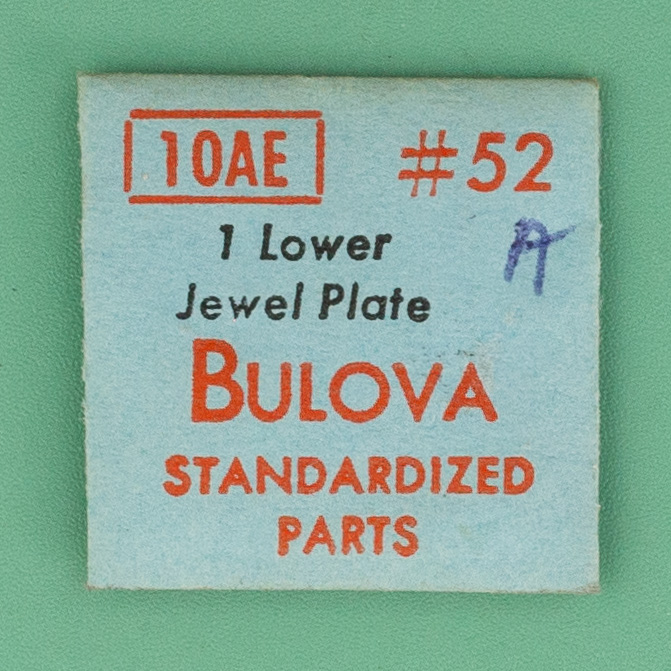 10AE #52
1 Lower
A
Jewel Plate
BULOVA
STANDARDIZED
PARTS